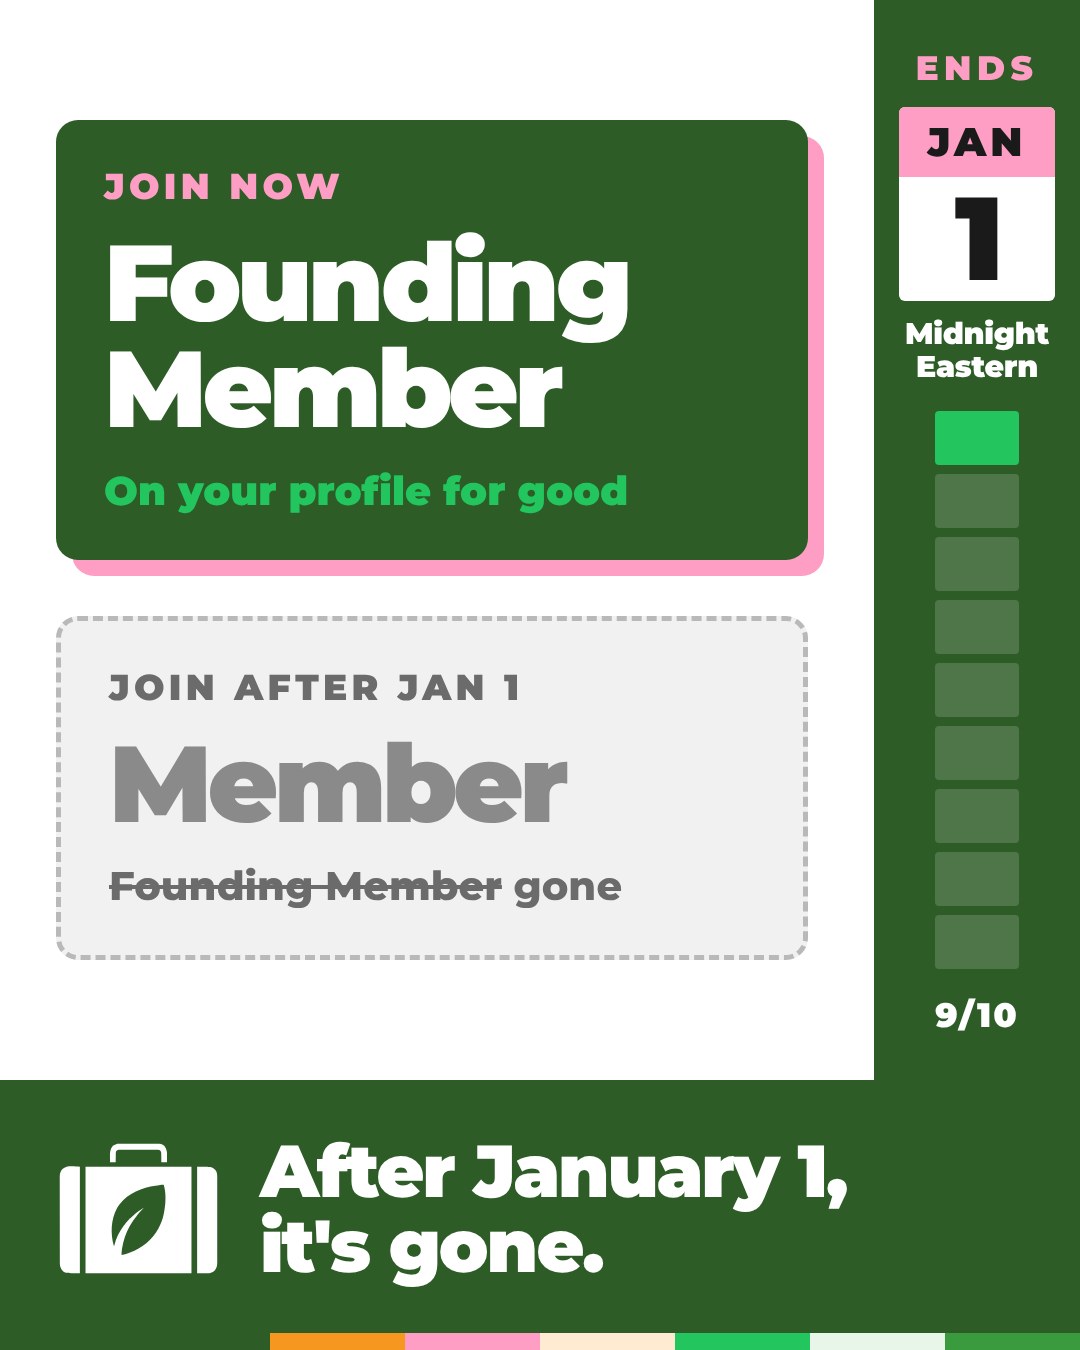 JOIN NOW
Founding
Member
On your profile for good
JOIN AFTER JAN 1
Member
Founding Member gone
ENDS
JAN
1
Midnight
Eastern
9/10
After January 1,
it's gone.